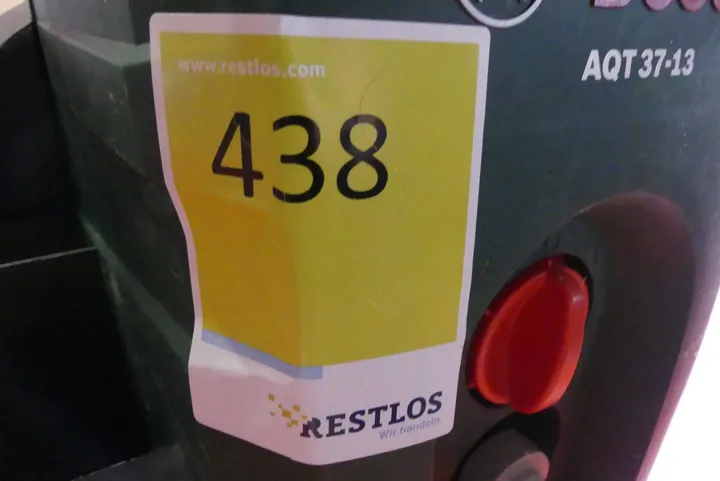 www.restlos.com
438
AQT 37-13
RESTLOS
Wir handeln.